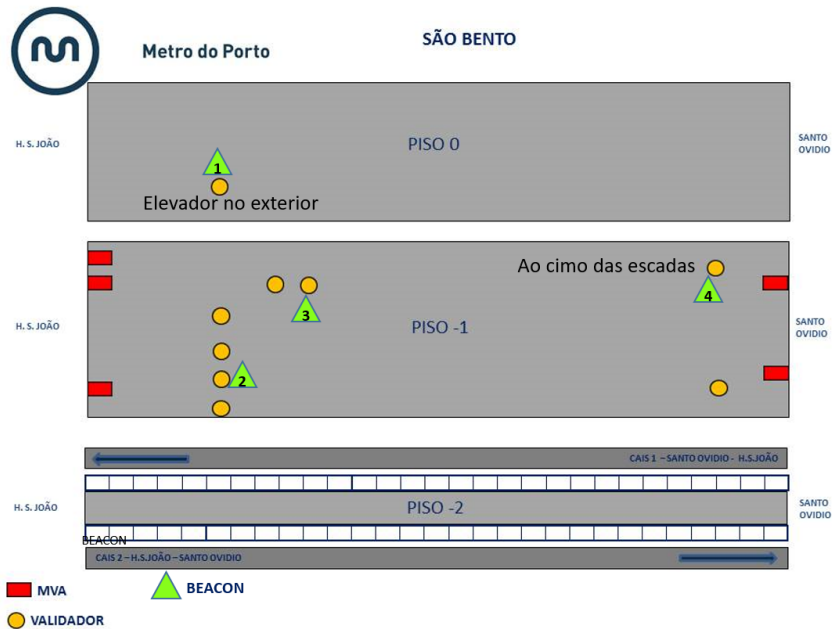 SÃO BENTO
Metro do Porto
H. S. JOÃO
PISO 0
SANTO
OVIDIO
1
Elevador no exterior
Ao cimo das escadas
4
3
H. S. JOÃO
PISO -1
SANTO
OVIDIO
2
CAIS 1 – SANTO OVIDIO - H.S.JOÃO
H. S. JOÃO
PISO -2
SANTO
OVIDIO
BEACON
CAIS 2 – H.S.JOÃO – SANTO OVIDIO
MVA
BEACON
VALIDADOR